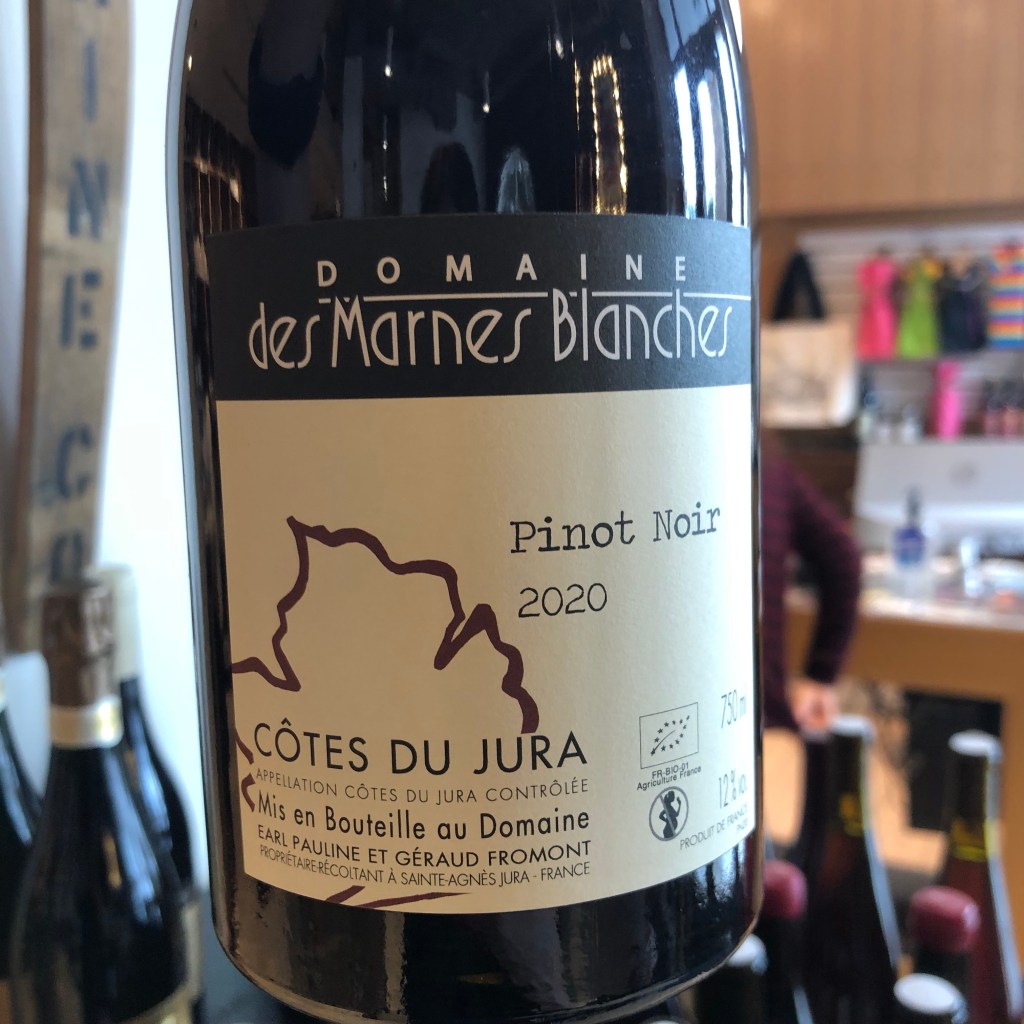 DOMAINE
des Marnes Blanches
Pinot Noir
2020
CÔTES DU JURA
APPELLATION CÔTES DU JURA CONTRÔLÉE
Mis en Bouteille au Domaine
EARL PAULINE ET GÉRAUD FROMONT
PROPRIÉTAIRE-RÉCOLTANT À SAINTE-AGNÈS JURA - FRANCE
750 ml
FR-BIO-01
Agriculture France
12% VOL
PRODUIT DE FRANCE
INE CO